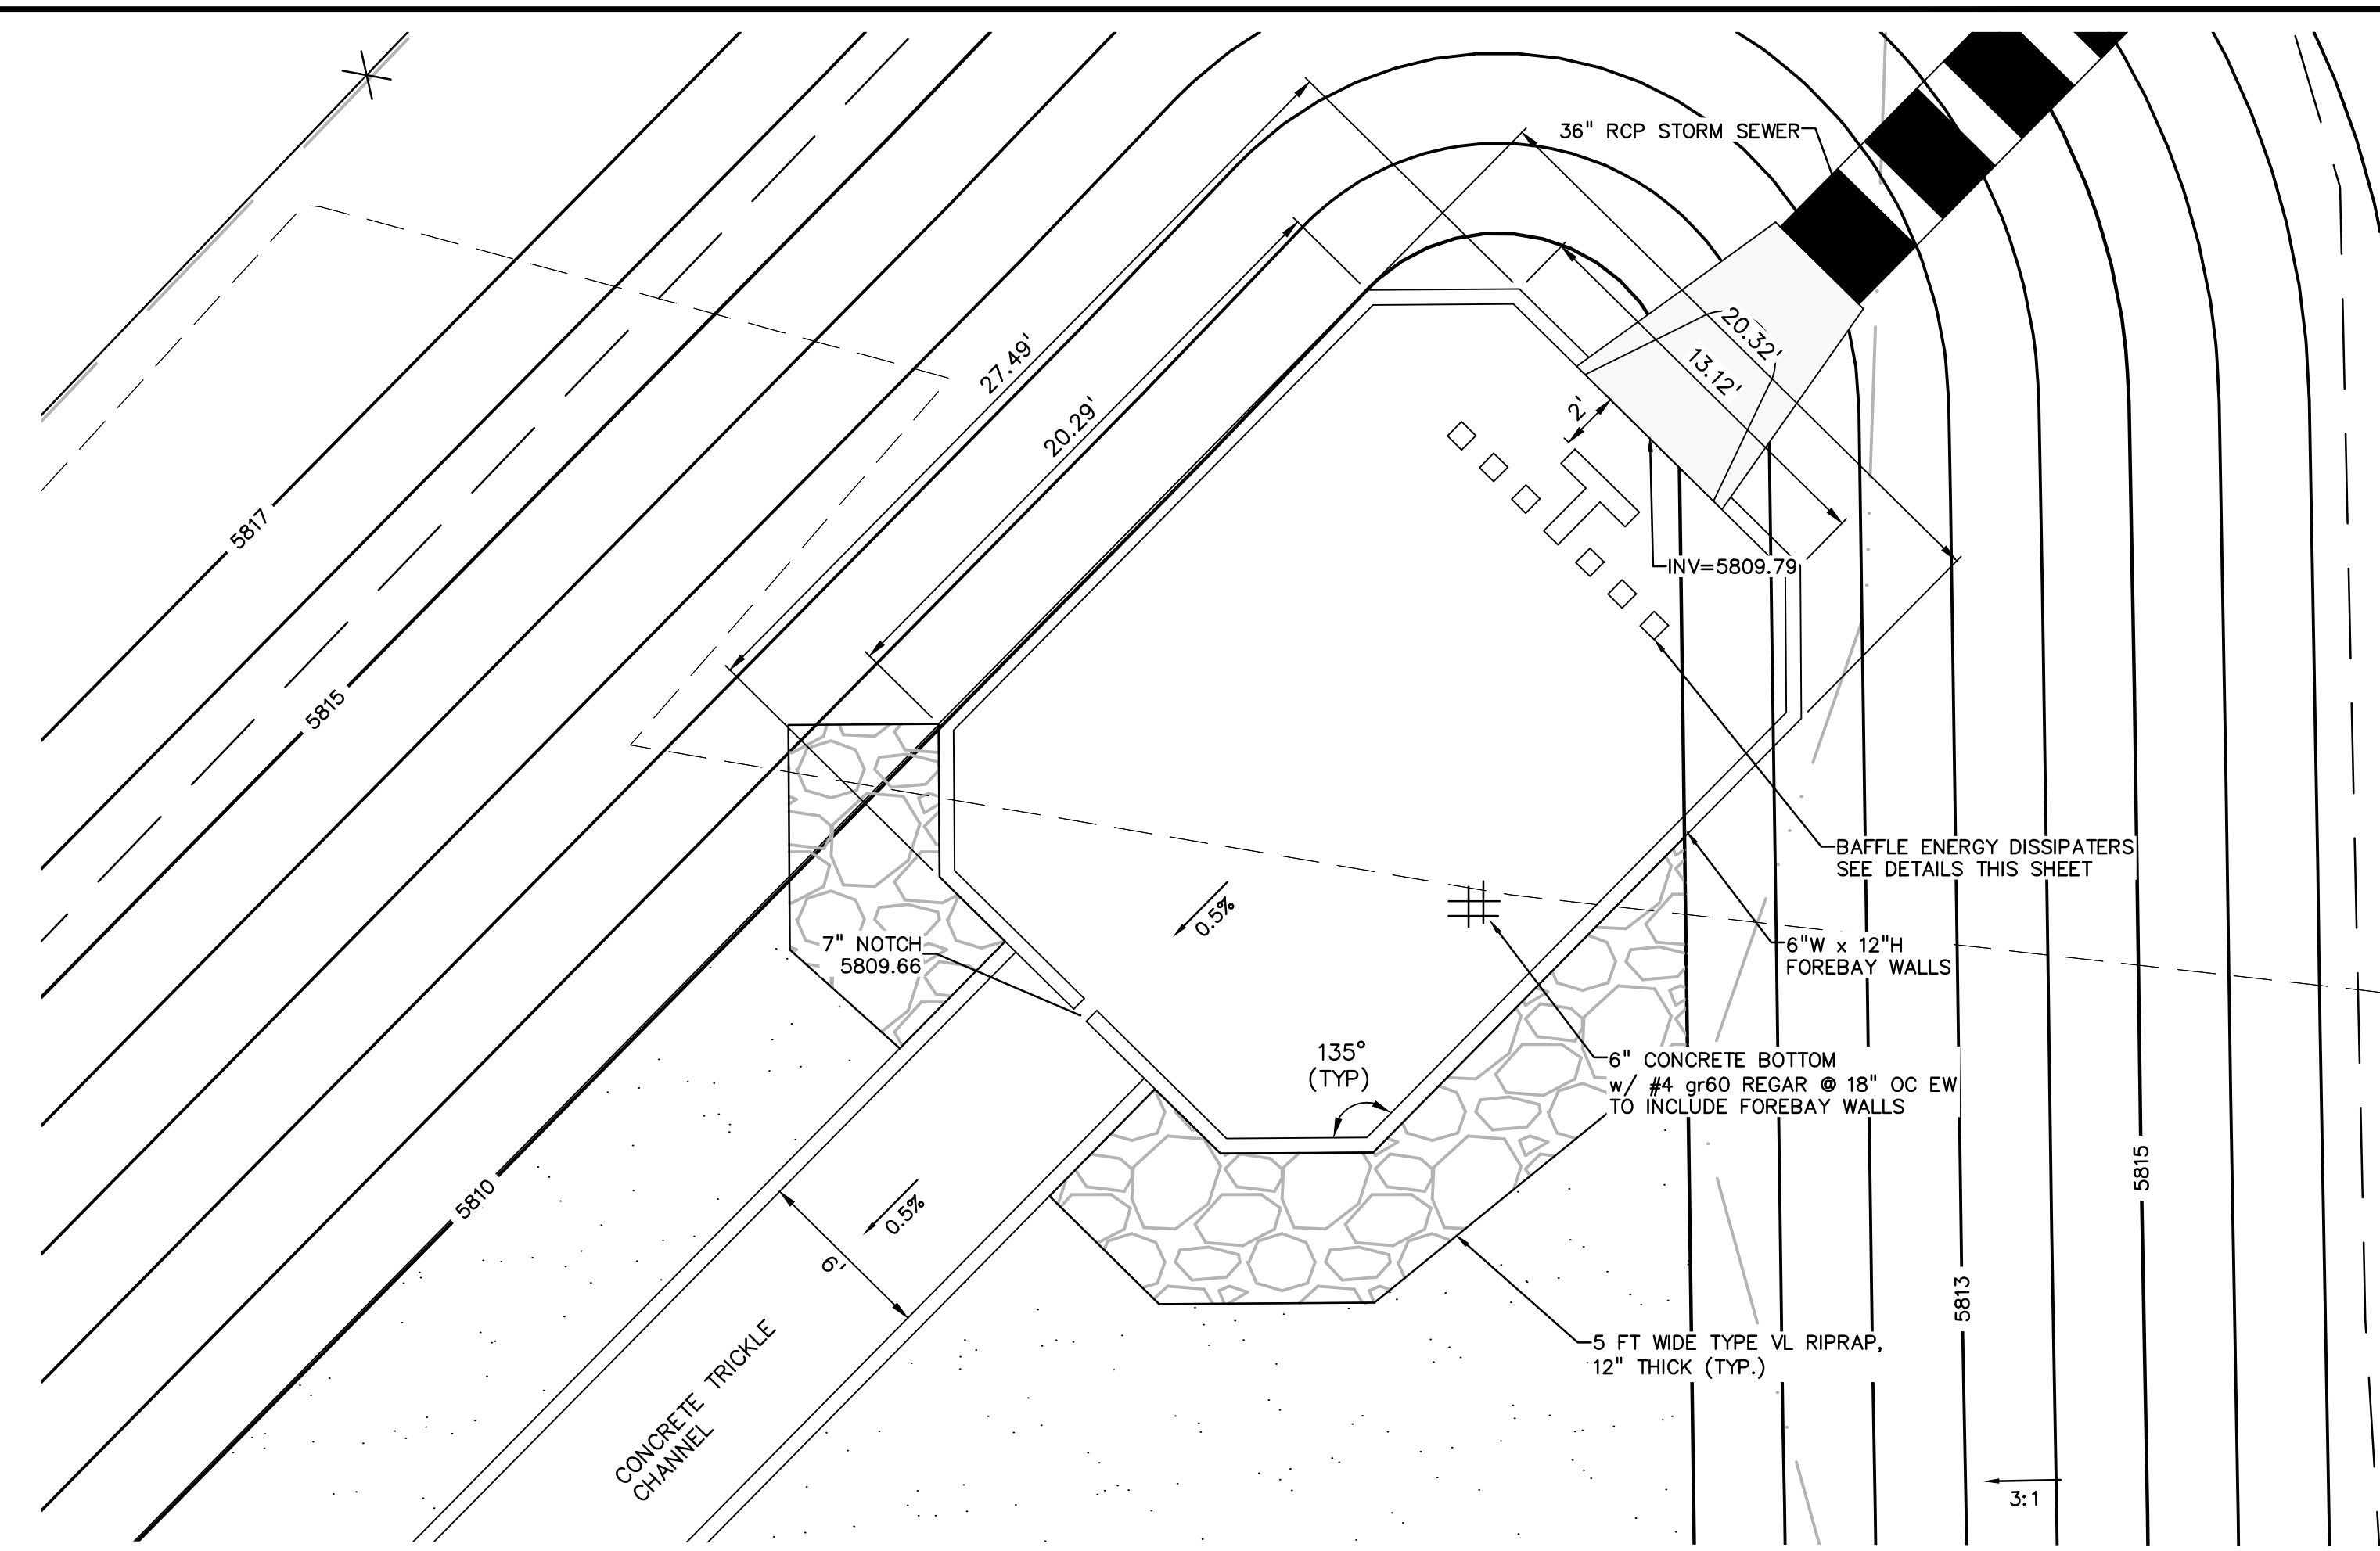 36" RCP STORM SEWER
20.32'
13.12'
27.49'
20.29'
2'
5817
INV=5809.79
5815
BAFFLE ENERGY DISSIPATERS
SEE DETAILS THIS SHEET
7" NOTCH
5809.66
0.5%
6"W x 12"H
FOREBAY WALLS
135°
(TYP)
6" CONCRETE BOTTOM
w/ #4 gr60 REGAR @ 18" OC EW
TO INCLUDE FOREBAY WALLS
5810
0.5%
5815
6'
5813
5 FT WIDE TYPE VL RIPRAP,
12" THICK (TYP.)
CONCRETE TRICKLE
CHANNEL
3:1